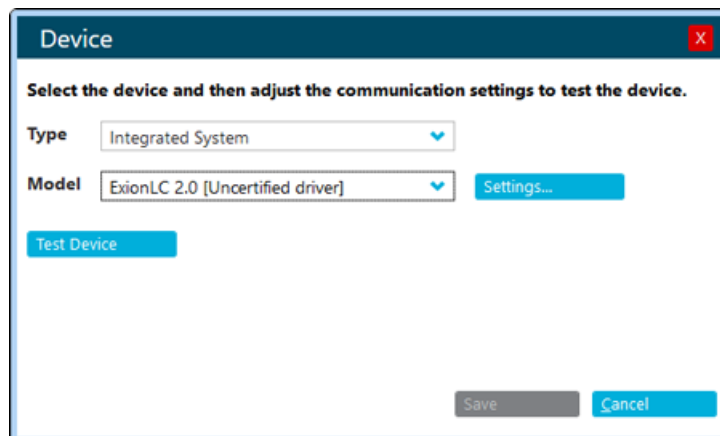 Device
X
Select the device and then adjust the communication settings to test the device.
Type
Integrated System
Model
ExionLC 2.0 [Uncertified driver]
Settings...
Test Device
Save
Cancel